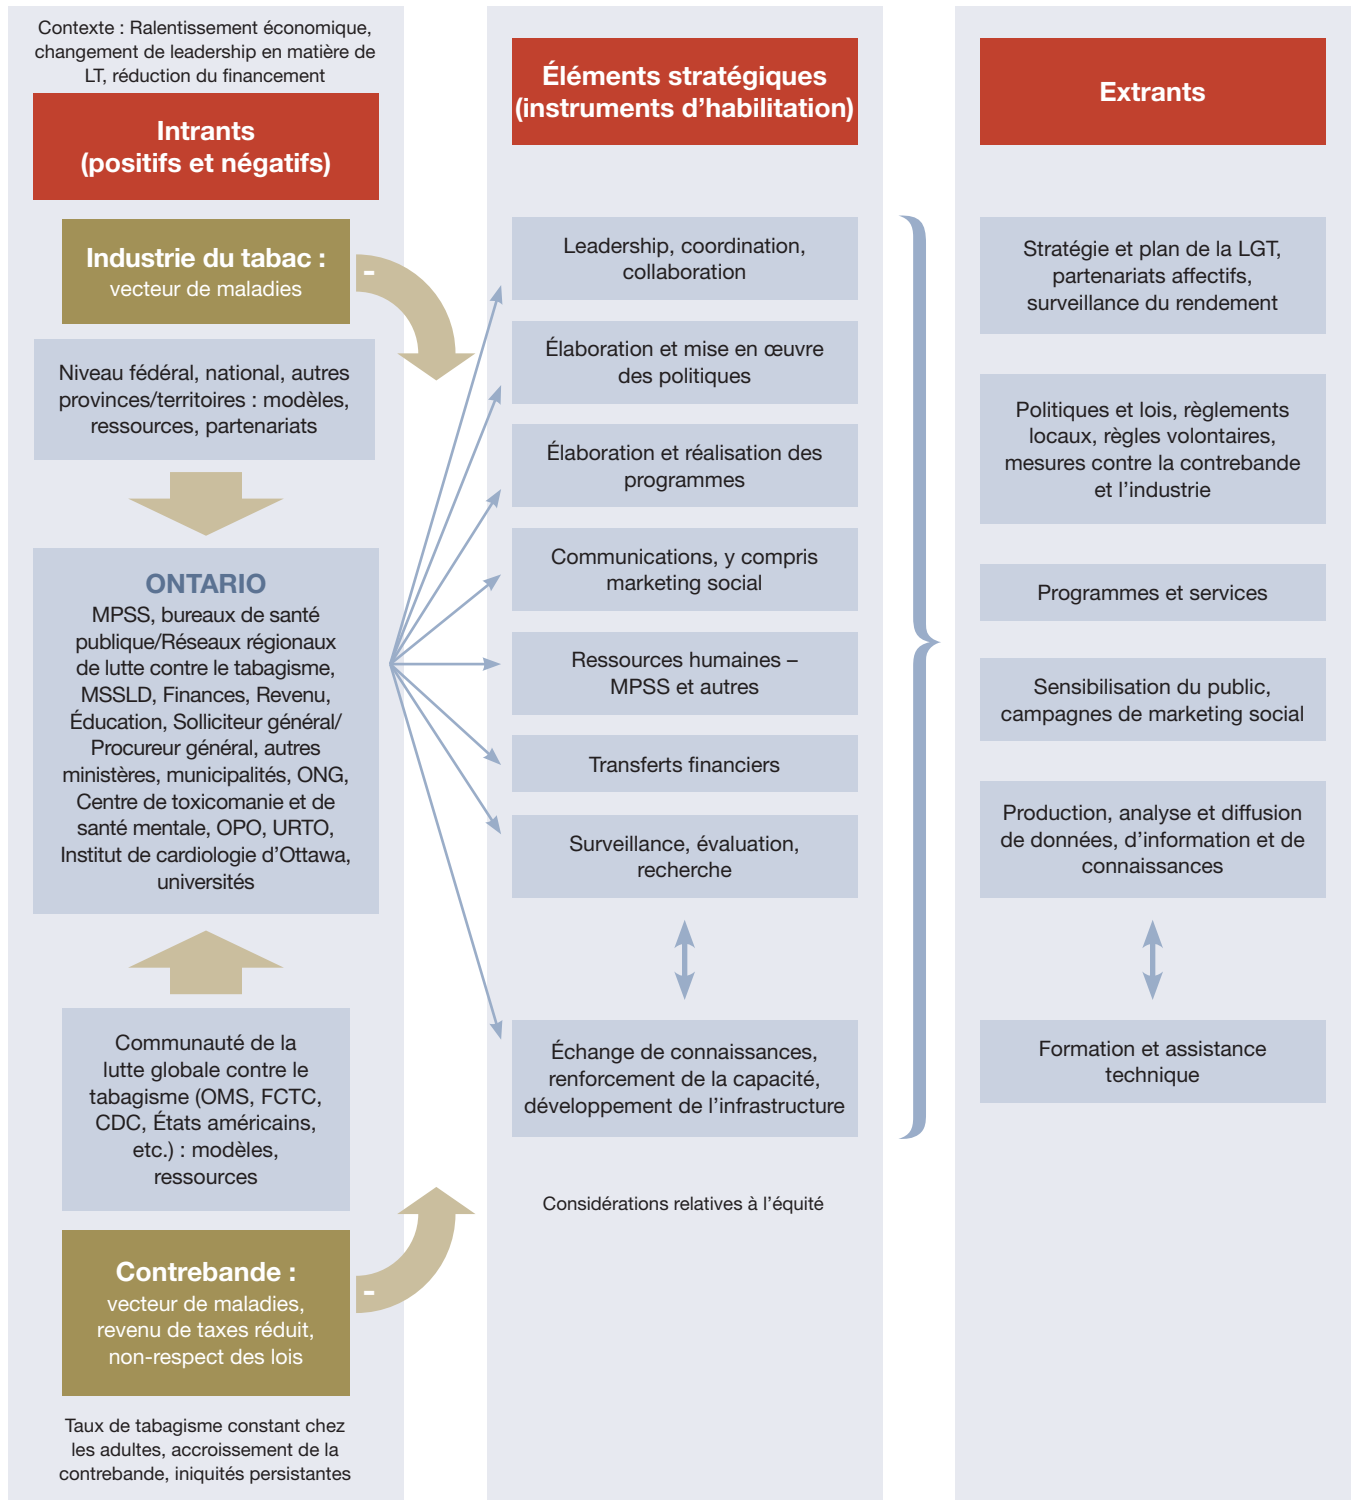 Contexte : Ralentissement économique,
changement de leadership en matière de
LT, réduction du financement
Intrants
(positifs et négatifs)
Industrie du tabac :
vecteur de maladies
-
Niveau fédéral, national, autres
provinces/territoires : modèles,
ressources, partenariats
ONTARIO
MPSS, bureaux de santé
publique/Réseaux régionaux
de lutte contre le tabagisme,
MSSLD, Finances, Revenu,
Éducation, Solliciteur général/
Procureur général, autres
ministères, municipalités, ONG,
Centre de toxicomanie et de
santé mentale, OPO, URTO,
Institut de cardiologie d’Ottawa,
universités
Communauté de la
lutte globale contre le
tabagisme (OMS, FCTC,
CDC, États américains,
etc.) : modèles,
ressources
Contrebande :
vecteur de maladies,
revenu de taxes réduit,
non-respect des lois
-
Taux de tabagisme constant chez
les adultes, accroissement de la
contrebande, iniquités persistantes
Éléments stratégiques
(instruments d’habilitation)
Leadership, coordination,
collaboration
Élaboration et mise en œuvre
des politiques
Élaboration et réalisation des
programmes
Communications, y compris
marketing social
Ressources humaines –
MPSS et autres
Transferts financiers
Surveillance, évaluation,
recherche
Échange de connaissances,
renforcement de la capacité,
développement de l’infrastructure
Considérations relatives à l’équité
Extrants
Stratégie et plan de la LGT,
partenariats affectifs,
surveillance du rendement
Politiques et lois, règlements
locaux, règles volontaires,
mesures contre la contrebande
et l’industrie
Programmes et services
Sensibilisation du public,
campagnes de marketing social
Production, analyse et diffusion
de données, d’information et de
connaissances
Formation et assistance
technique